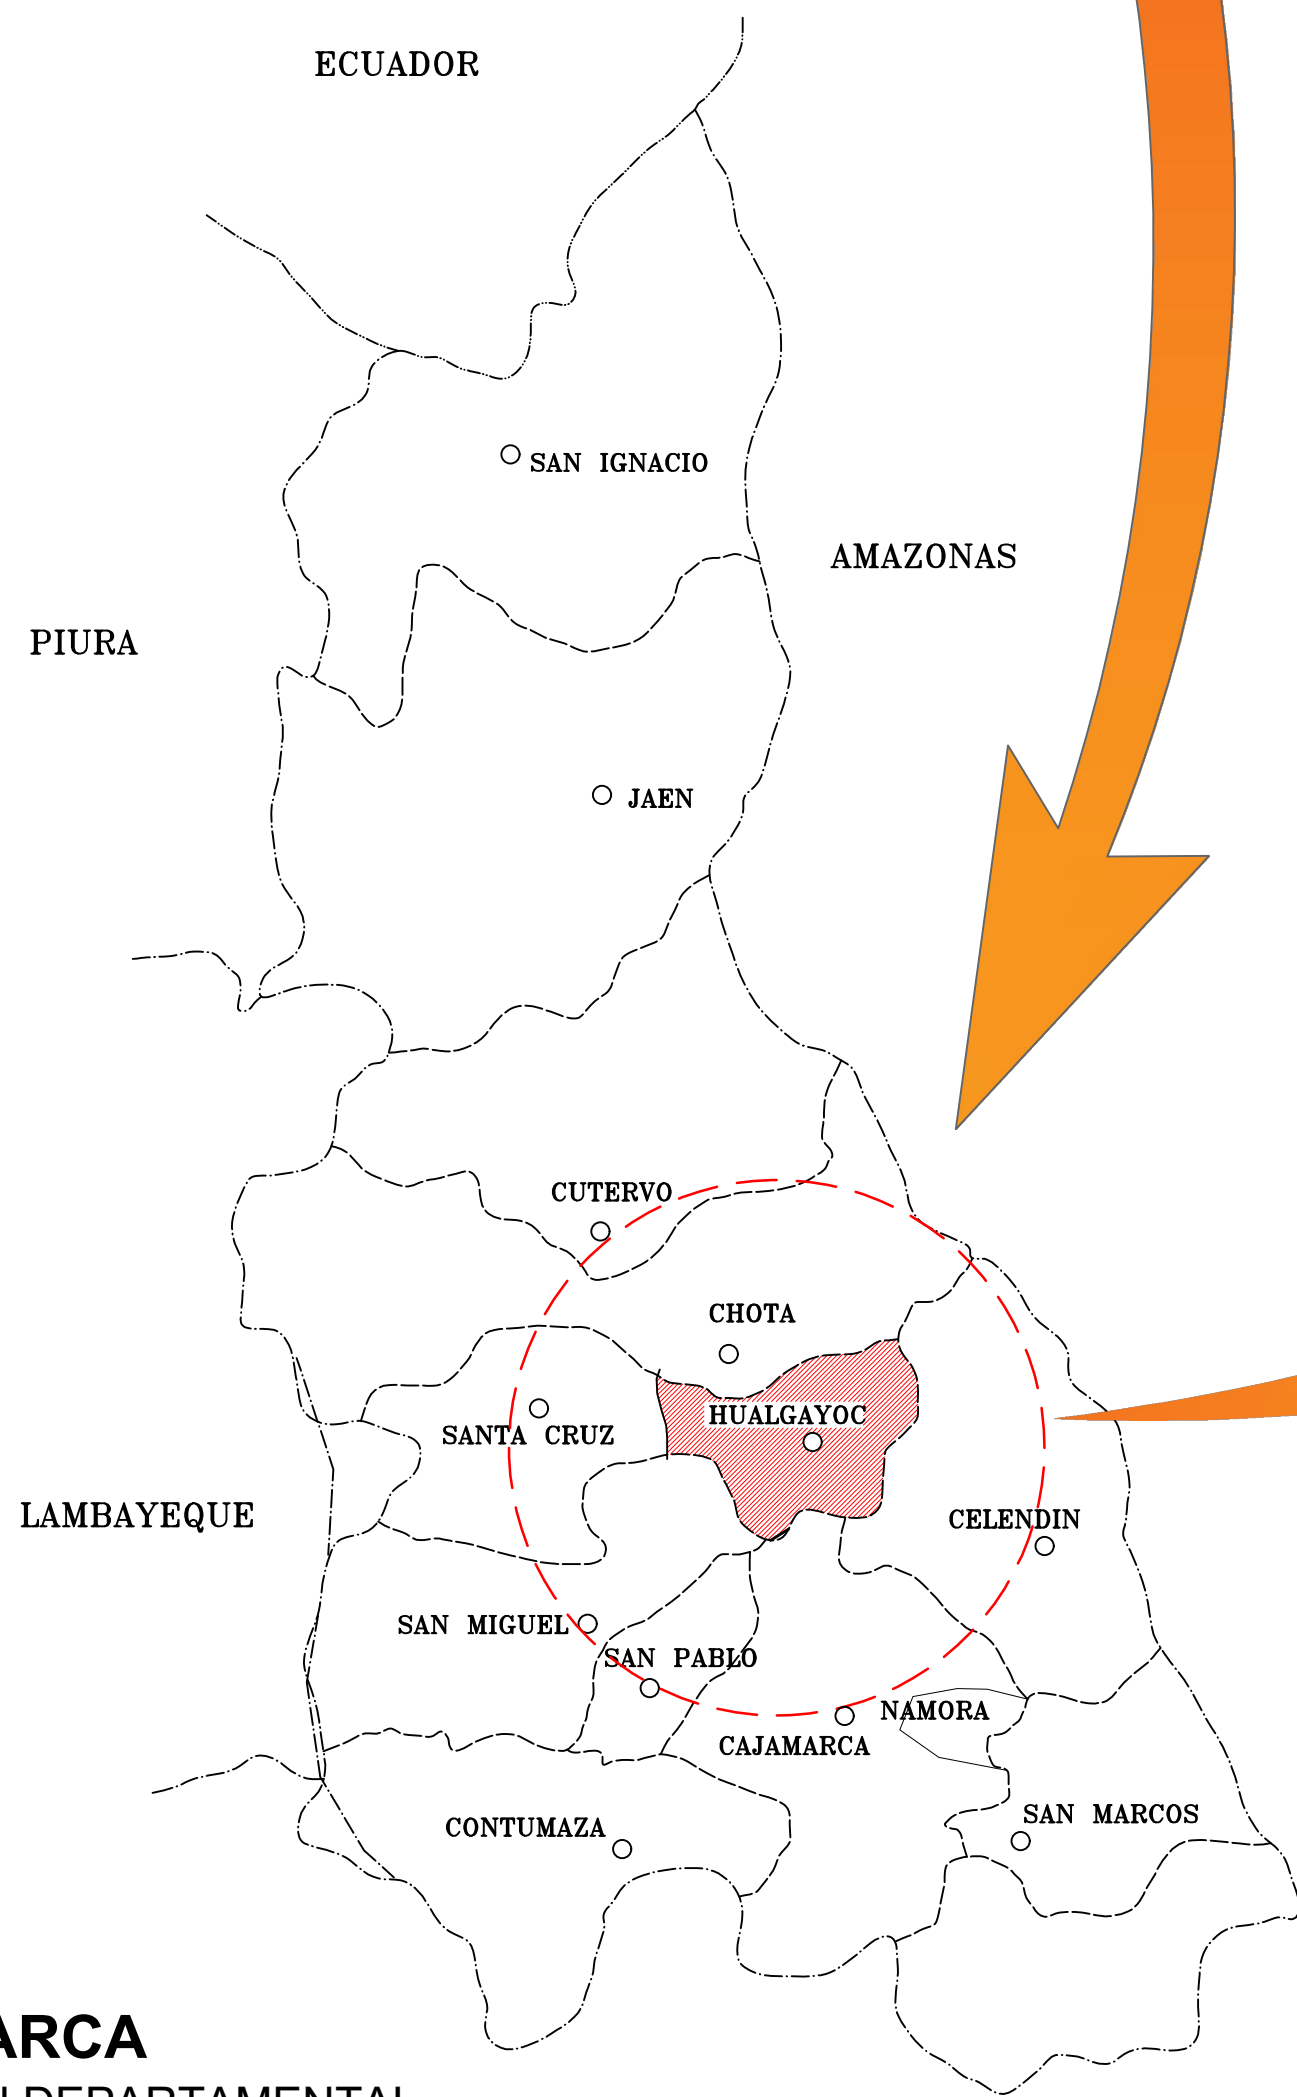 ECUADOR
SAN IGNACIO
AMAZONAS
PIURA
JAEN
CUTERVO
CHOTA
HUALGAYOC
SANTA CRUZ
LAMBAYEQUE
CELENDIN
SAN MIGUEL
SAN PABLO
NAMORA
CAJAMARCA
SAN MARCOS
CONTUMAZA
ARCA
DEPARTAMENTAL